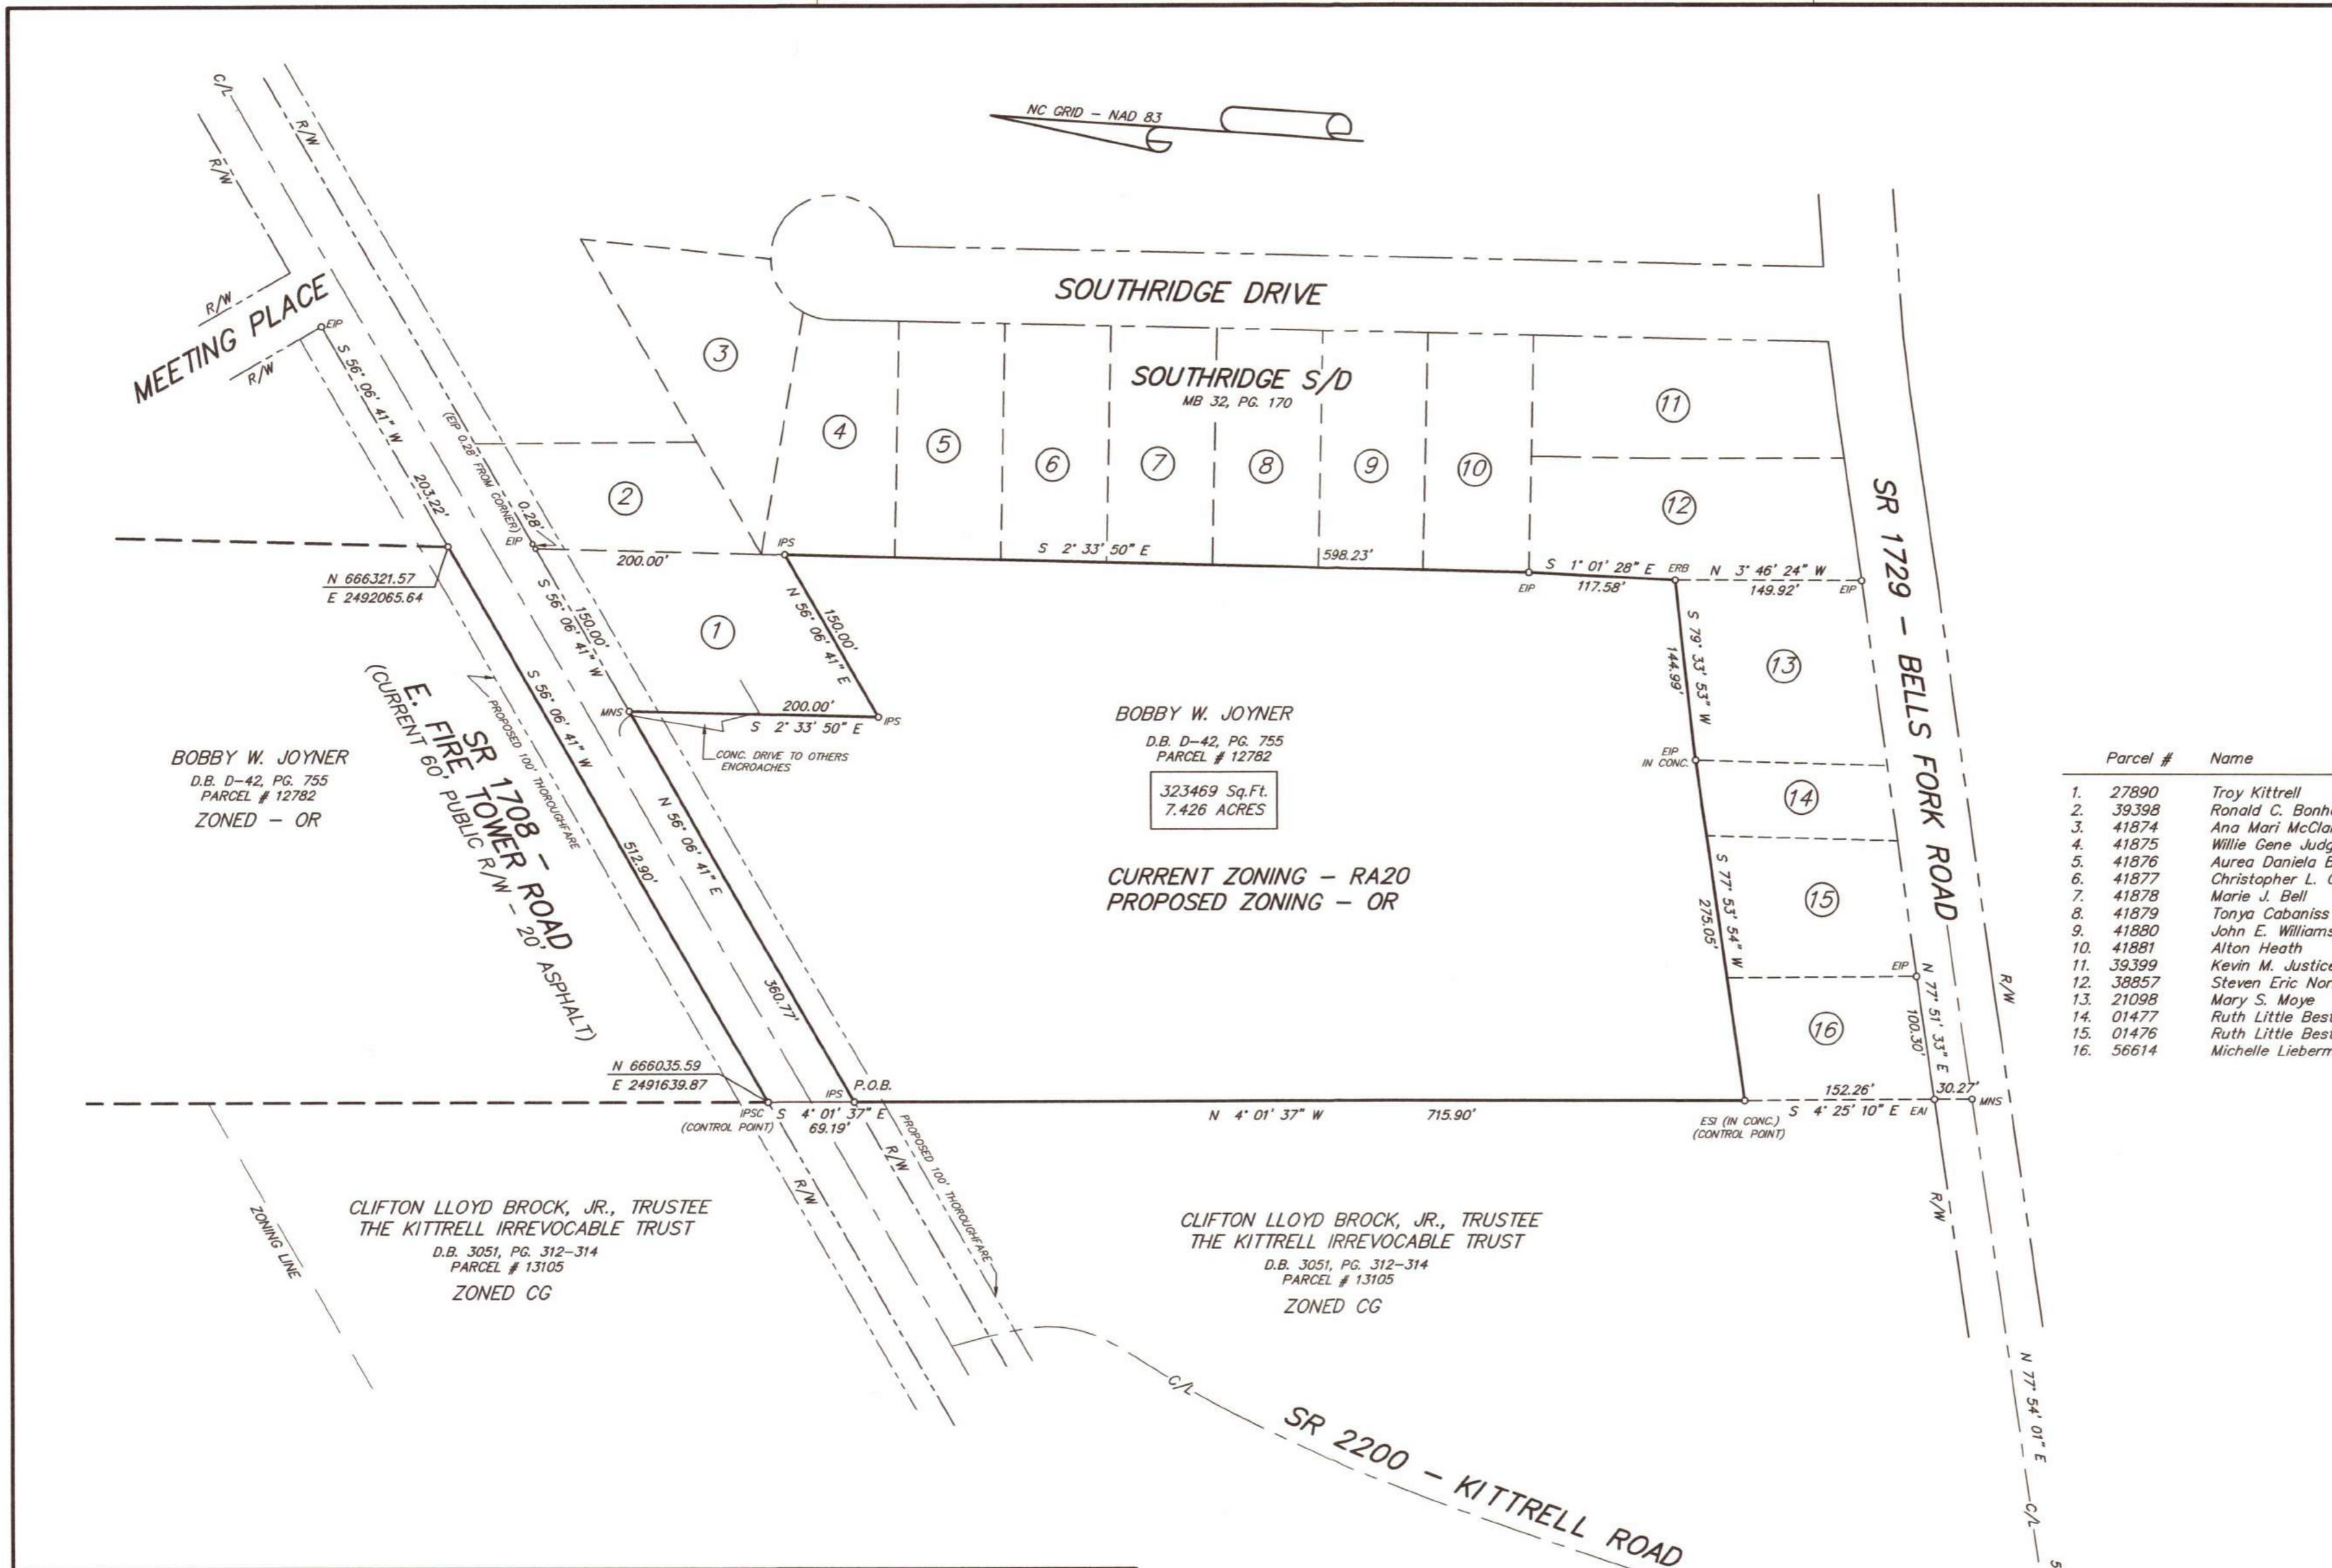 NC GRID – NAD 83
C/L
R/W
R/W
R/W
MEETING PLACE
R/W
EIP
S 56° 06' 41" W
203.22'
(EIP 0.28' FROM CORNER)
0.28'
EIP
SOUTHRIDGE DRIVE
SOUTHRIDGE S/D
MB 32, PG. 170
3
4
5
6
7
8
9
10
11
12
2
200.00'
IPS
S 2° 33' 50" E
598.23'
EIP
S 1° 01' 28" E
117.58'
ERB
N 3° 46' 24" W
149.92'
EIP
N 666321.57
E 2492065.64
S 56° 06' 41" W
150.00'
1
N 56° 06' 41" E
150.00'
MNS
200.00'
S 2° 33' 50" E
IPS
CONC. DRIVE TO OTHERS
ENCROACHES
S 79° 33' 53" W
144.99'
13
EIP
IN CONC.
14
SR 1729 – BELLS FORK ROAD
BOBBY W. JOYNER
D.B. D–42, PG. 755
PARCEL # 12782
ZONED – OR
SR 1708 –
E. FIRE TOWER ROAD
(CURRENT 60' PUBLIC R/W – 20' ASPHALT)
PROPOSED 100' THOROUGHFARE
S 56° 06' 41" W
512.90'
N 56° 06' 41" E
360.77'
BOBBY W. JOYNER
D.B. D–42, PG. 755
PARCEL # 12782
323469 Sq.Ft.
7.426 ACRES
CURRENT ZONING – RA20
PROPOSED ZONING – OR
S 77° 53' 54" W
275.05'
15
EIP
16
N 77° 51' 33" E
100.30'
R/W
Parcel # Name
1. 27890 Troy Kittrell
2. 39398 Ronald C.
3. 41874 Ana Mari
4. 41875 Willie Gene
5. 41876 Aurea Daniela
6. 41877 Christopher L.
7. 41878 Marie J. Bell
8. 41879 Tonya Cabaniss
9. 41880 John E. Williams
10. 41881 Alton Heath
11. 39399 Kevin M. Justice
12. 38857 Steven Eric
13. 21098 Mary S. Moye
14. 01477 Ruth Little Best
15. 01476 Ruth Little Best
16. 56614 Michelle
N 666035.59
E 2491639.87
IPS
P.O.B.
IPSC
(CONTROL POINT)
S 4° 01' 37" E
69.19'
N 4° 01' 37" W
715.90'
152.26'
30.27'
ESI (IN CONC.)
(CONTROL POINT)
S 4° 25' 10" E
EAI
MNS
PROPOSED 100' THOROUGHFARE
R/W
R/W
R/W
ZONING LINE
CLIFTON LLOYD BROCK, JR., TRUSTEE
THE KITTRELL IRREVOCABLE TRUST
D.B. 3051, PG. 312–314
PARCEL # 13105
ZONED CG
CLIFTON LLOYD BROCK, JR., TRUSTEE
THE KITTRELL IRREVOCABLE TRUST
D.B. 3051, PG. 312–314
PARCEL # 13105
ZONED CG
C/L
SR 2200 – KITTRELL ROAD
N 77° 54' 01" E
C/L